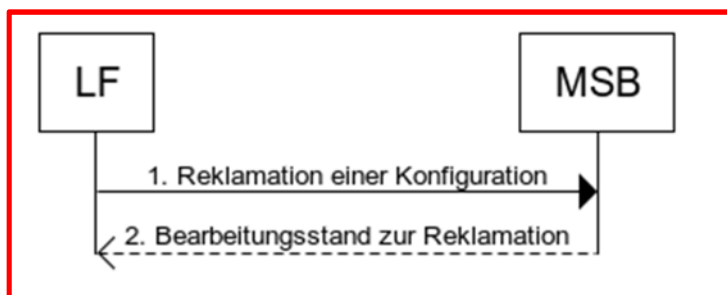 LF
MSB
1. Reklamation einer Konfiguration
2. Bearbeitungsstand zur Reklamation